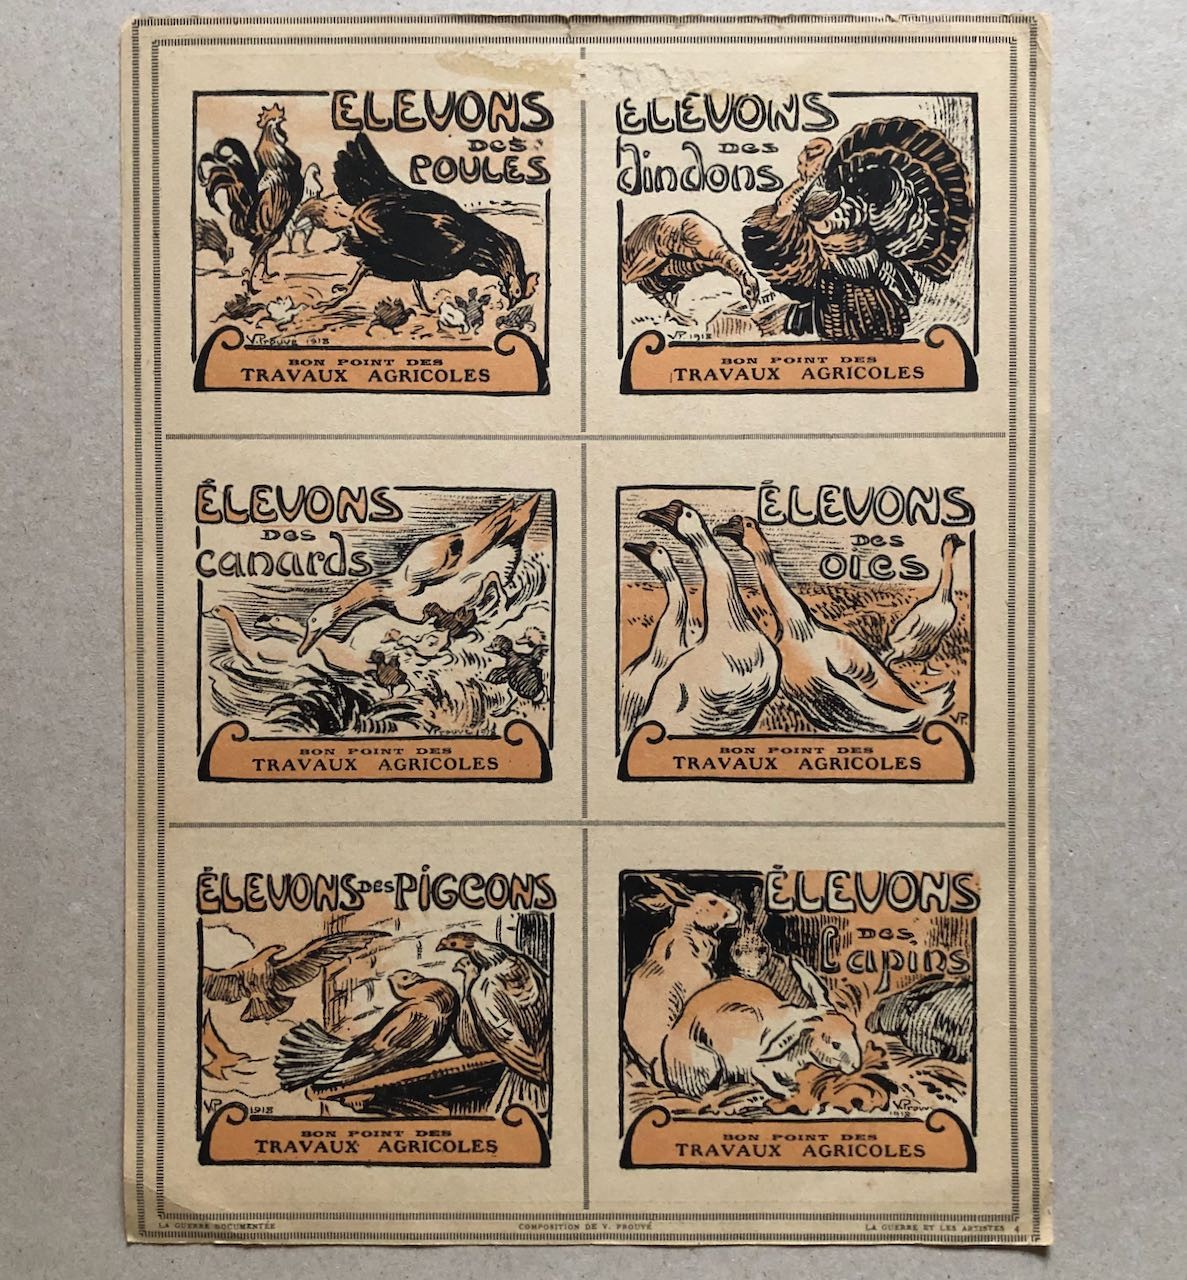 ELEVONS
DES
POULES
V. Prouvé 1918
BON POINT DES
TRAVAUX AGRICOLES
ELEVONS
DES
dindons
VP. 1918
BON POINT DES
TRAVAUX AGRICOLES
ÉLEVONS
DES
canards
V. Prouvé 1918
BON POINT DES
TRAVAUX AGRICOLES
ÉLEVONS
DES
oies
VP.
BON POINT DES
TRAVAUX AGRICOLES
ÉLEVONS DES PIGEONS
VP 1918
BON POINT DES
TRAVAUX AGRICOLES
ÉLEVONS
DES
Lapins
V. Prouvé
1918
BON POINT DES
TRAVAUX AGRICOLES
LA GUERRE DOCUMENTÉE
COMPOSITION DE V. PROUVÉ
LA GUERRE ET LES ARTISTES 4